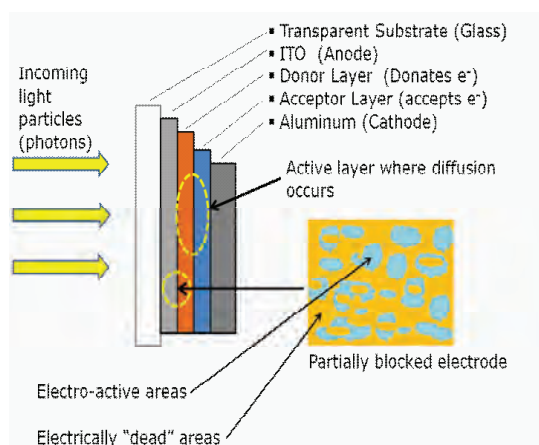 ▪ Transparent Substrate (Glass)
▪ ITO (Anode)
▪ Donor Layer (Donates e-)
▪ Acceptor Layer (accepts e-)
▪ Aluminum (Cathode)
Incoming
light
particles
(photons)
Active layer where diffusion
occurs
Partially blocked electrode
Electro-active areas
Electrically “dead” areas